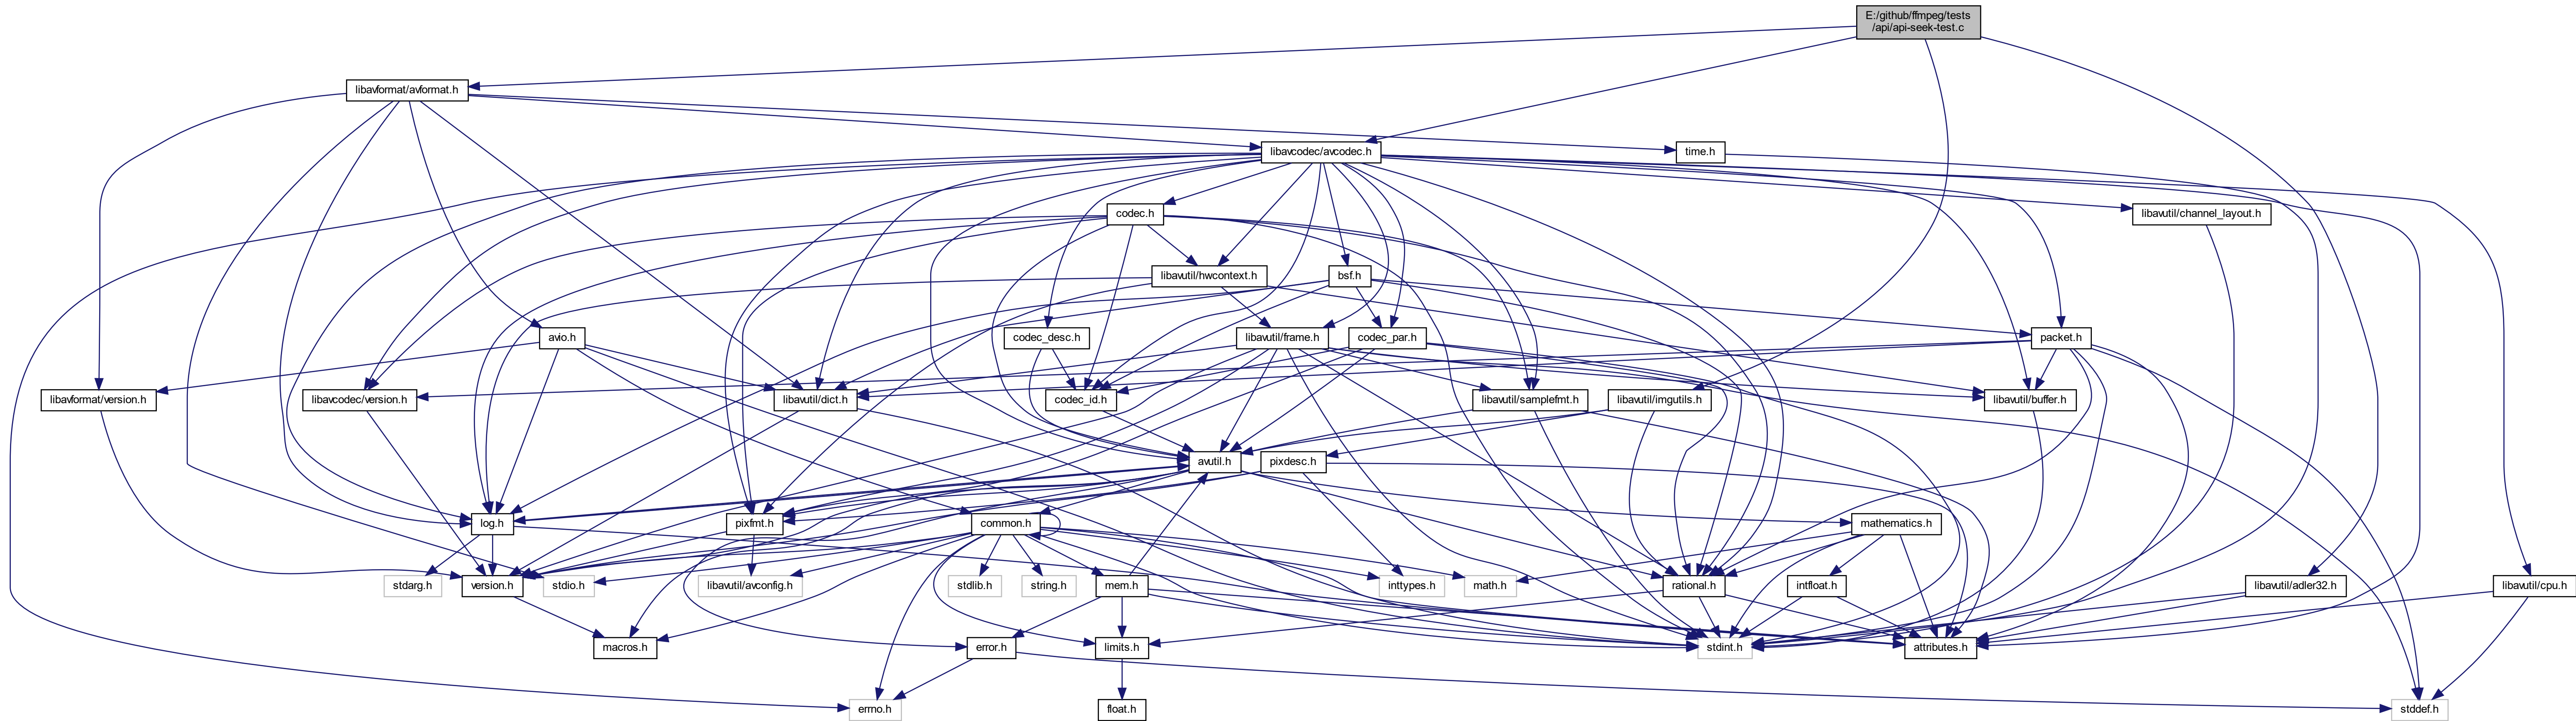 E:/github/ffmpeg/tests
/api/api-seek-test.c
libavformat/avformat.h
libavcodec/avcodec.h
time.h
codec.h
libavutil/channel_layout.h
libavutil/hwcontext.h
bsf.h
avio.h
codec_desc.h
libavutil/frame.h
codec_par.h
packet.h
libavformat/version.h
libavcodec/version.h
libavutil/dict.h
codec_id.h
libavutil/samplefmt.h
libavutil/imgutils.h
libavutil/buffer.h
avutil.h
pixdesc.h
log.h
pixfmt.h
common.h
mathematics.h
stdarg.h
version.h
stdio.h
libavutil/avconfig.h
stdlib.h
string.h
mem.h
inttypes.h
math.h
rational.h
intfloat.h
libavutil/adler32.h
libavutil/cpu.h
macros.h
error.h
limits.h
stdint.h
attributes.h
errno.h
float.h
stddef.h